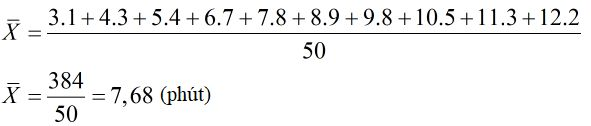 X̄ = (3.1 + 4.3 + 5.4 + 6.7 + 7.8 + 8.9 + 9.8 + 10.5 + 11.3 + 12.2) / 50
X̄ = 384 / 50 = 7,68 (phút)